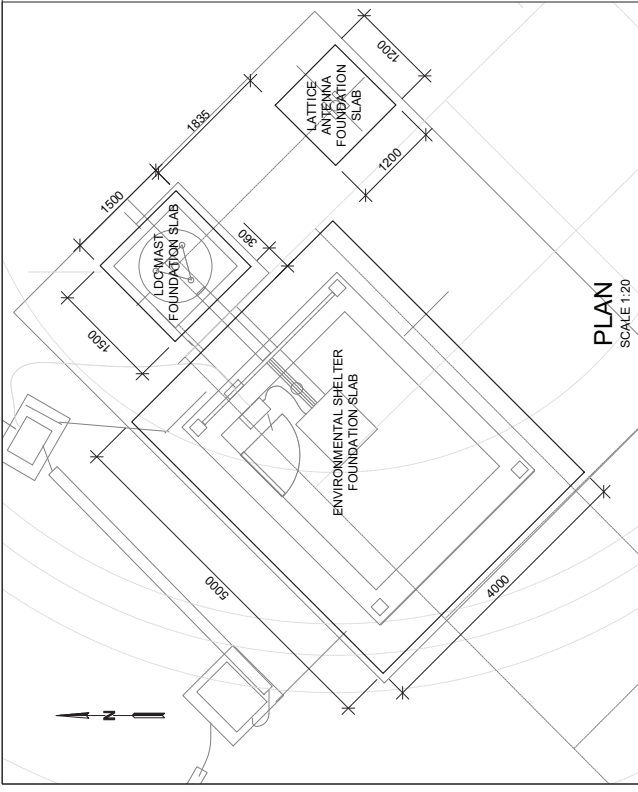 1200
LATTICE
ANTENNA
FOUNDATION
SLAB
1835
1200
1500
LDC MAST
FOUNDATION SLAB
360
1500
ENVIRONMENTAL SHELTER
FOUNDATION SLAB
5000
4000
N
PLAN
SCALE 1:20